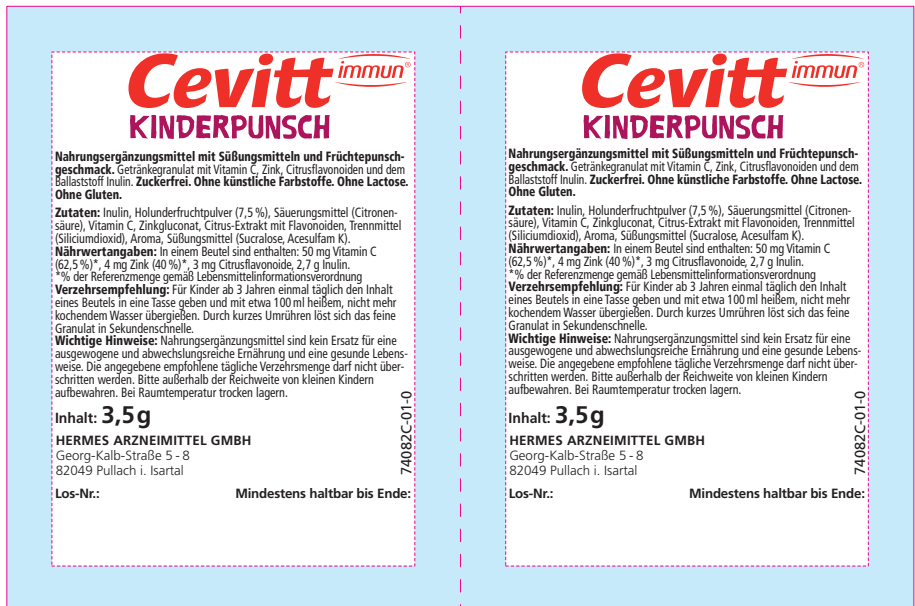 Cevitt immun®
KINDERPUNSCH
Nahrungsergänzungsmittel mit Süßungsmitteln und Früchtepunsch-
geschmack. Getränkegranulat mit Vitamin C, Zink, Citrusflavonoiden und dem
Ballaststoff Inulin. Zuckerfrei. Ohne künstliche Farbstoffe. Ohne Lactose.
Ohne Gluten.
Zutaten: Inulin, Holunderfruchtpulver (7,5 %), Säuerungsmittel (Citronen-
säure), Vitamin C, Zinkgluconat, Citrus-Extrakt mit Flavonoiden, Trennmittel
(Siliciumdioxid), Aroma, Süßungsmittel (Sucralose, Acesulfam K).
Nährwertangaben: In einem Beutel sind enthalten: 50 mg Vitamin C
(62,5 %)*, 4 mg Zink (40 %)*, 3 mg Citrusflavonoide, 2,7 g Inulin.
*% der Referenzmenge gemäß Lebensmittelinformationsverordnung
Verzehrsempfehlung: Für Kinder ab 3 Jahren einmal täglich den Inhalt
eines Beutels in eine Tasse geben und mit etwa 100 ml heißem, nicht mehr
kochendem Wasser übergießen. Durch kurzes Umrühren löst sich das feine
Granulat in Sekundenschnelle.
Wichtige Hinweise: Nahrungsergänzungsmittel sind kein Ersatz für eine
ausgewogene und abwechslungsreiche Ernährung und eine gesunde Lebens-
weise. Die angegebene empfohlene tägliche Verzehrsmenge darf nicht über-
schritten werden. Bitte außerhalb der Reichweite von kleinen Kindern
aufbewahren. Bei Raumtemperatur trocken lagern.
Inhalt: 3,5 g
HERMES ARZNEIMITTEL GMBH
Georg-Kalb-Straße 5 - 8
82049 Pullach i. Isartal
74082C-01-0
Los-Nr.: Mindestens haltbar bis Ende:
Cevitt immun®
KINDERPUNSCH
Nahrungsergänzungsmittel mit Süßungsmitteln und Früchtepunsch-
geschmack. Getränkegranulat mit Vitamin C, Zink, Citrusflavonoiden und dem
Ballaststoff Inulin. Zuckerfrei. Ohne künstliche Farbstoffe. Ohne Lactose.
Ohne Gluten.
Zutaten: Inulin, Holunderfruchtpulver (7,5 %), Säuerungsmittel (Citronen-
säure), Vitamin C, Zinkgluconat, Citrus-Extrakt mit Flavonoiden, Trennmittel
(Siliciumdioxid), Aroma, Süßungsmittel (Sucralose, Acesulfam K).
Nährwertangaben: In einem Beutel sind enthalten: 50 mg Vitamin C
(62,5 %)*, 4 mg Zink (40 %)*, 3 mg Citrusflavonoide, 2,7 g Inulin.
*% der Referenzmenge gemäß Lebensmittelinformationsverordnung
Verzehrsempfehlung: Für Kinder ab 3 Jahren einmal täglich den Inhalt
eines Beutels in eine Tasse geben und mit etwa 100 ml heißem, nicht mehr
kochendem Wasser übergießen. Durch kurzes Umrühren löst sich das feine
Granulat in Sekundenschnelle.
Wichtige Hinweise: Nahrungsergänzungsmittel sind kein Ersatz für eine
ausgewogene und abwechslungsreiche Ernährung und eine gesunde Lebens-
weise. Die angegebene empfohlene tägliche Verzehrsmenge darf nicht über-
schritten werden. Bitte außerhalb der Reichweite von kleinen Kindern
aufbewahren. Bei Raumtemperatur trocken lagern.
Inhalt: 3,5 g
HERMES ARZNEIMITTEL GMBH
Georg-Kalb-Straße 5 - 8
82049 Pullach i. Isartal
74082C-01-0
Los-Nr.: Mindestens haltbar bis Ende: